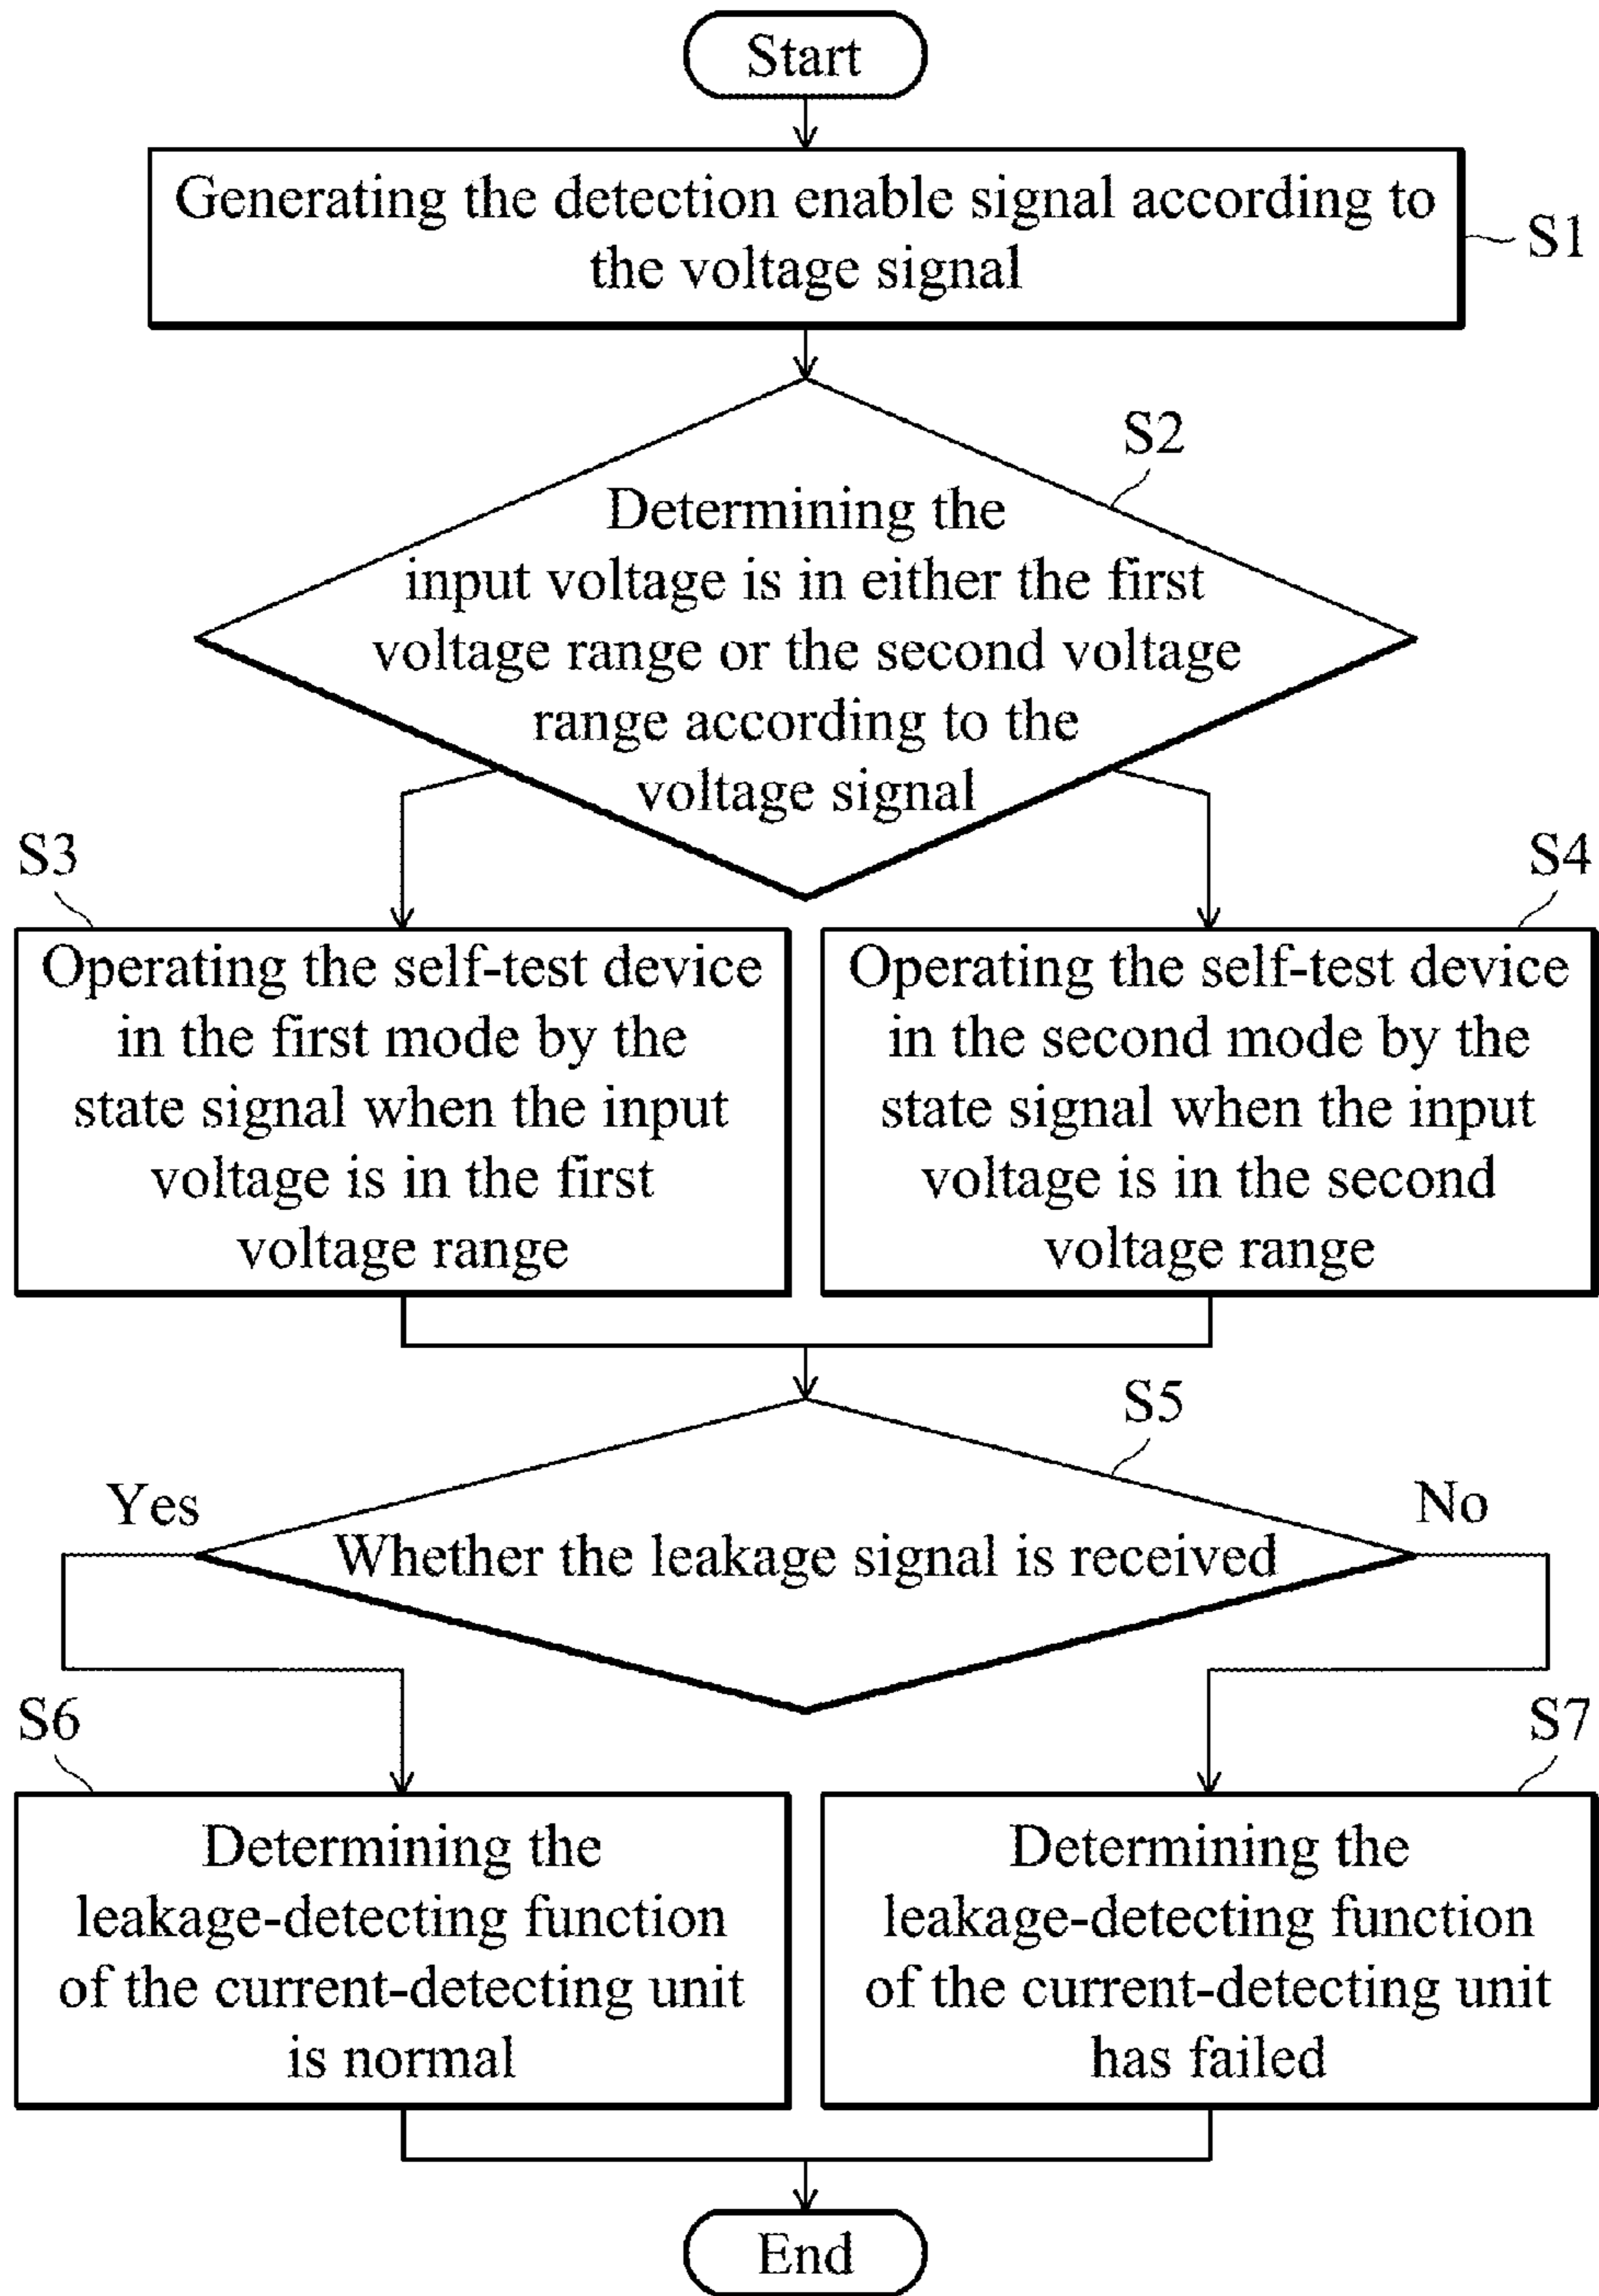 Start
Generating the detection enable signal according to
the voltage signal
S1
S2
Determining the
input voltage is in either the first
voltage range or the second voltage
range according to the
voltage signal
S3
Operating the self-test device
in the first mode by the
state signal when the input
voltage is in the first
voltage range
S4
Operating the self-test device
in the second mode by the
state signal when the input
voltage is in the second
voltage range
S5
Whether the leakage signal is received
Yes
No
S6
Determining the
leakage-detecting function
of the current-detecting unit
is normal
S7
Determining the
leakage-detecting function
of the current-detecting unit
has failed
End